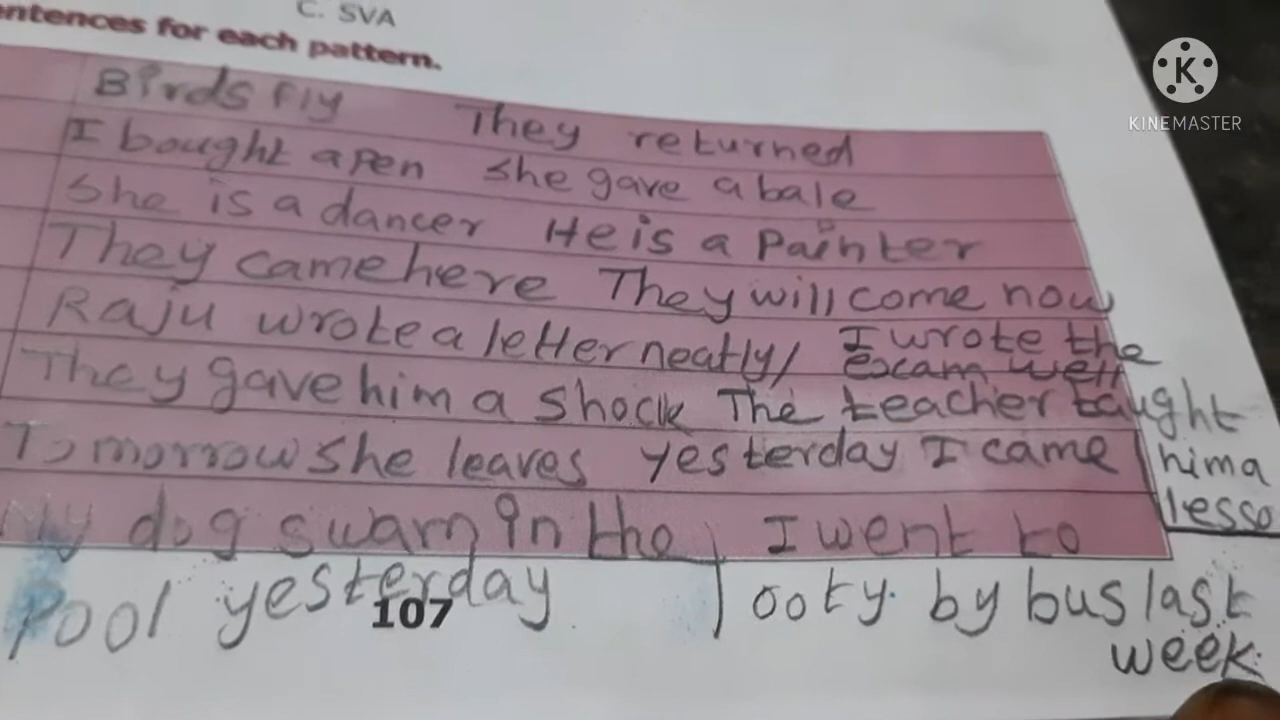 C. SVA
entences for each pattern.
Birds fly They returned
I bought a pen She gave a bale
She is a dancer He is a Painter
They came here They will come now
Raju wrote a letter neatly/ I wrote the exam well
They gave him a shock The teacher taught him a lesso
Tomorrow she leaves yesterday I came
My dog swam in the pool yesterday
I went to ooty by bus last week.
107
K
KINEMASTER